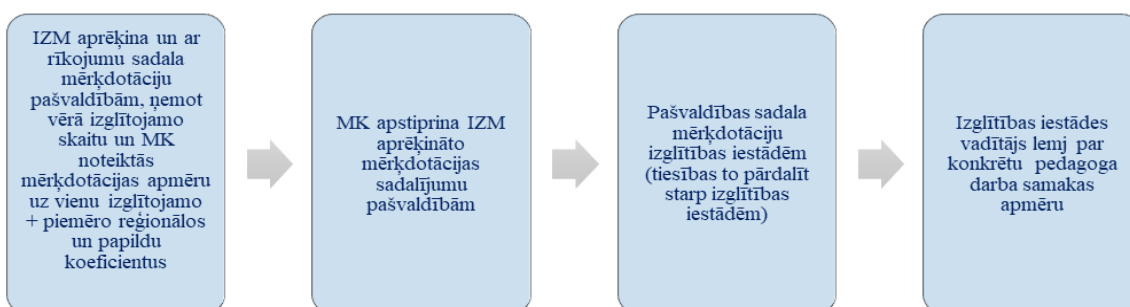 IZM aprēķina un ar
rīkojumu sadala
mērķdotāciju
pašvaldībām, ņemot
vērā izglītojamo
skaitu un MK
noteiktās
mērķdotācijas apmēru
uz vienu izglītojamo
+ piemēro reģionālos
un papildu
koeficientus
MK apstiprina IZM
aprēķināto
mērķdotācijas
sadalījumu
pašvaldībām
Pašvaldības sadala
mērķdotāciju
izglītības iestādēm
(tiesības to pārdalīt
starp izglītības
iestādēm)
Izglītības iestādes
vadītājs lemj par
konkrētu pedagoga
darba samakas
apmēru